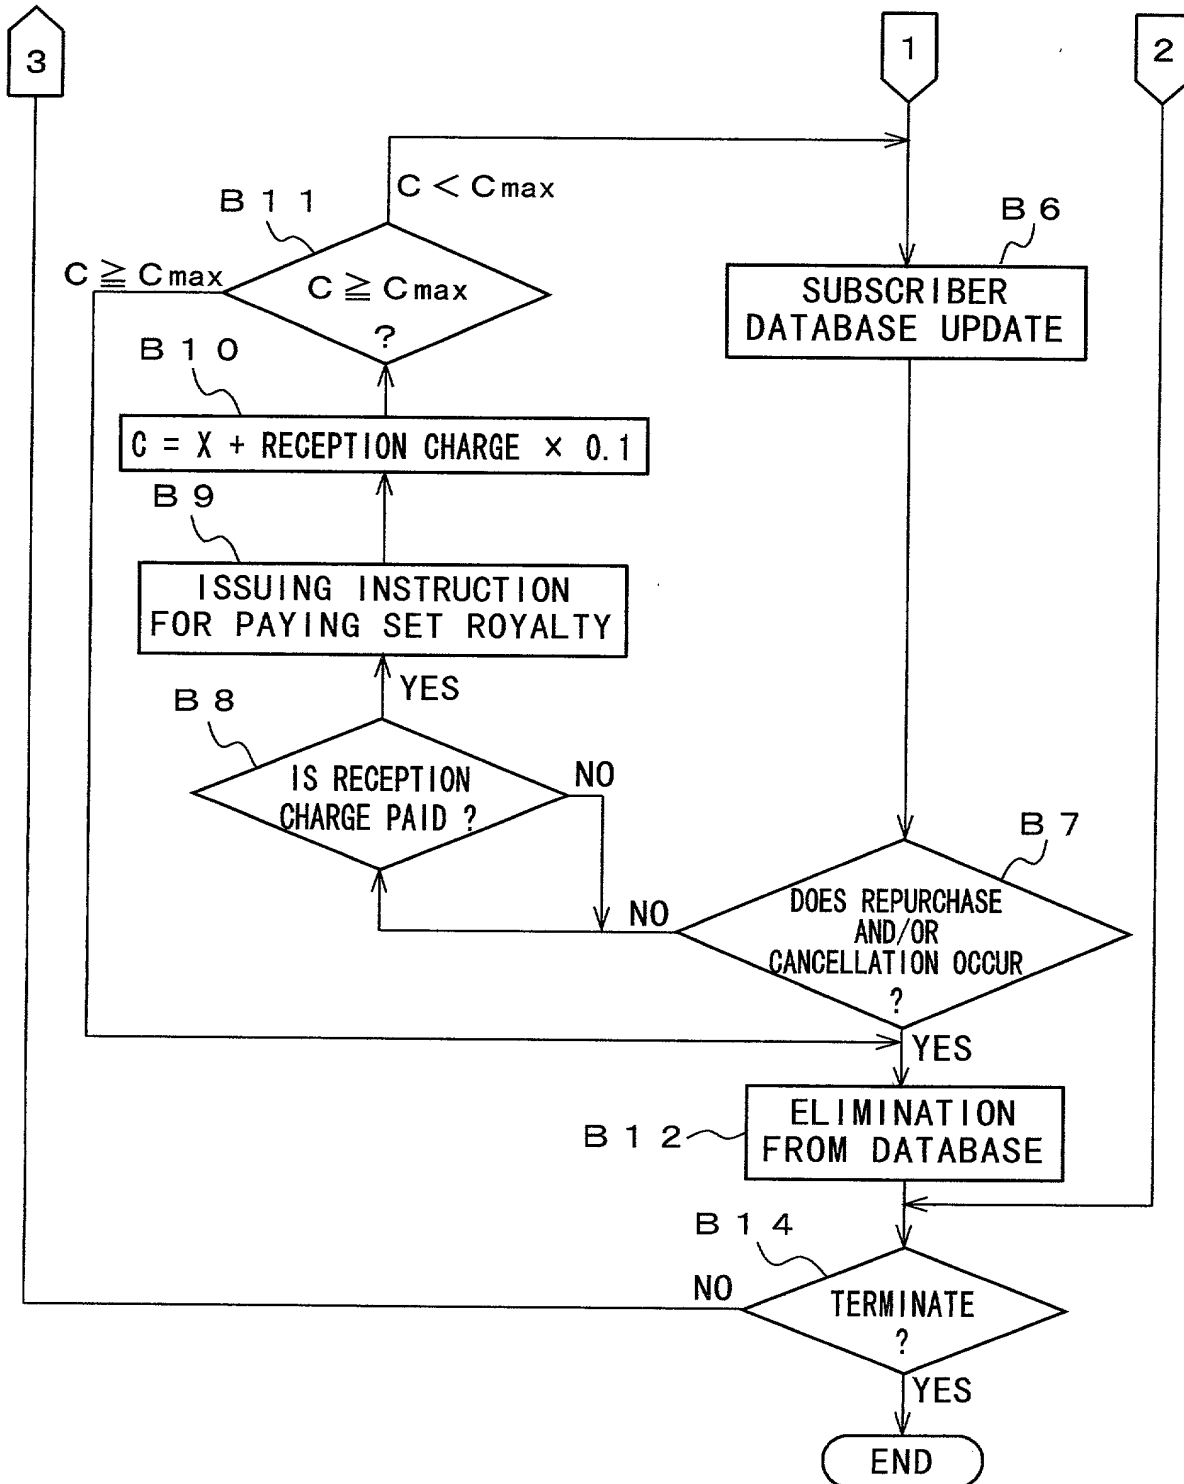 3
1
2
C < Cmax
B 1 1
B 6
C ≧ Cmax
C ≧ Cmax
?
SUBSCRIBER
DATABASE UPDATE
B 1 0
C = X + RECEPTION CHARGE × 0.1
B 9
ISSUING INSTRUCTION
FOR PAYING SET ROYALTY
YES
B 8
IS RECEPTION
CHARGE PAID ?
NO
B 7
NO
DOES REPURCHASE
AND/OR
CANCELLATION OCCUR
?
YES
B 1 2
ELIMINATION
FROM DATABASE
B 1 4
NO
TERMINATE
?
YES
END